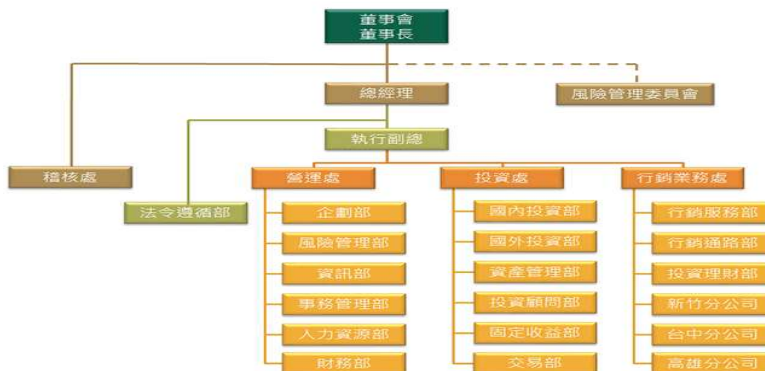 董事會
董事長
總經理
風險管理委員會
執行副總
稽核處
營運處
投資處
行銷業務處
法令遵循部
企劃部
國內投資部
行銷服務部
風險管理部
國外投資部
行銷通路部
資訊部
資產管理部
投資理財部
事務管理部
投資顧問部
新竹分公司
人力資源部
固定收益部
台中分公司
財務部
交易部
高雄分公司